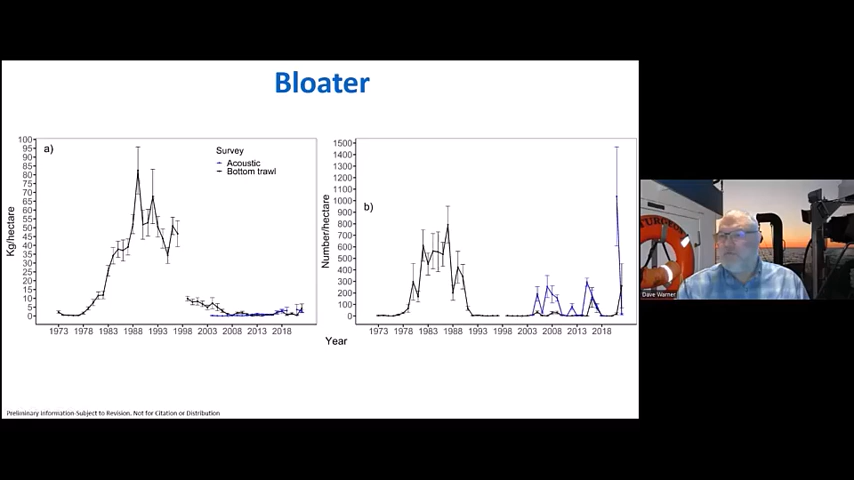 Bloater
a)
Survey
Acoustic
Bottom trawl
Kg/hectare
100
95
90
85
80
75
70
65
60
55
50
45
40
35
30
25
20
15
10
5
0
1973 1978 1983 1988 1993 1998 2003 2008 2013 2018
b)
Number/hectare
1500
1400
1300
1200
1100
1000
900
800
700
600
500
400
300
200
100
0
1973 1978 1983 1988 1993 1998 2003 2008 2013 2018
Year
Preliminary Information-Subject to Revision. Not for Citation or Distribution
TURGEON
Dave Warner